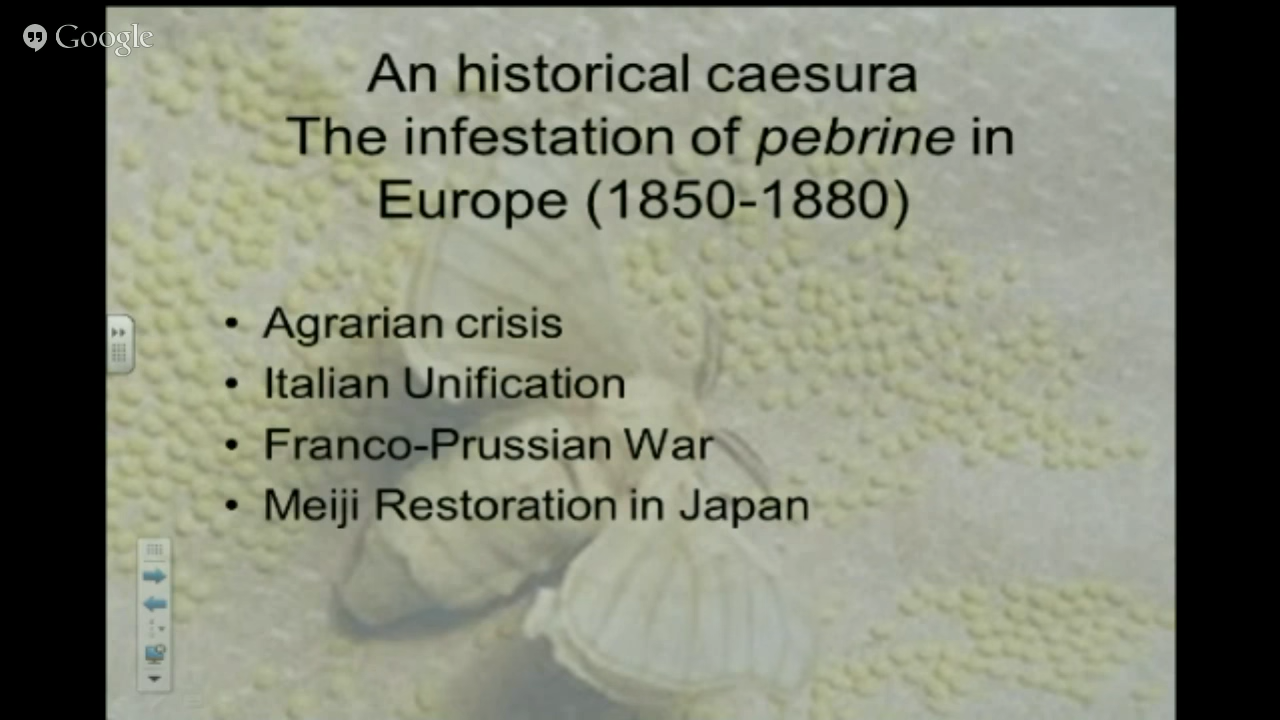 Google
An historical caesura
The infestation of pebrine in
Europe (1850-1880)
• Agrarian crisis
• Italian Unification
• Franco-Prussian War
• Meiji Restoration in Japan